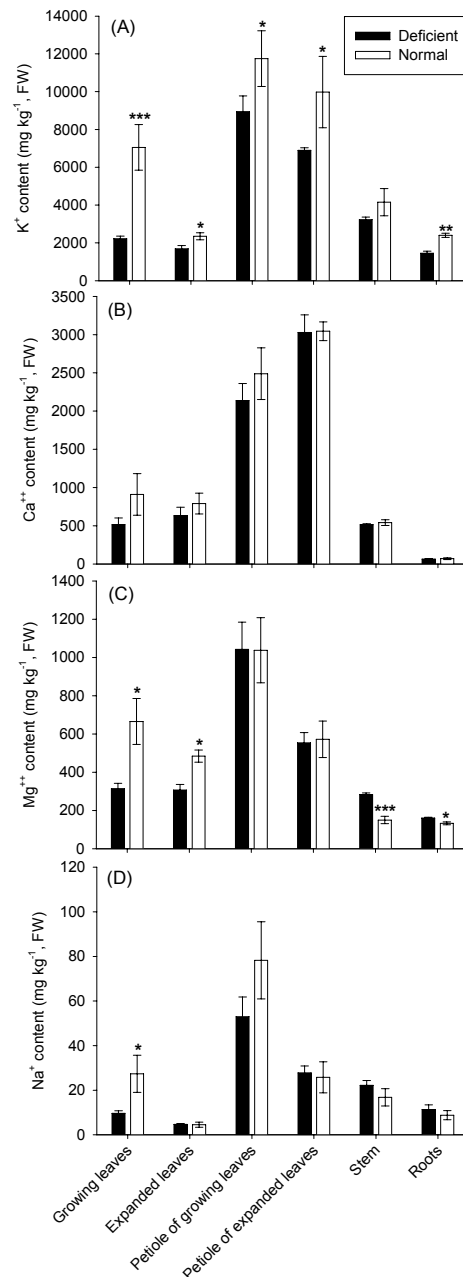 (A)
Deficient
Normal
K⁺ content (mg kg⁻¹, FW)
14000
12000
10000
8000
6000
4000
2000
0
***
*
*
*
**
(B)
Ca⁺⁺ content (mg kg⁻¹, FW)
3500
3000
2500
2000
1500
1000
500
0
(C)
Mg⁺⁺ content (mg kg⁻¹, FW)
1400
1200
1000
800
600
400
200
0
*
*
***
*
(D)
Na⁺ content (mg kg⁻¹, FW)
120
100
80
60
40
20
0
*
Growing leaves
Expanded leaves
Petiole of growing leaves
Petiole of expanded leaves
Stem
Roots